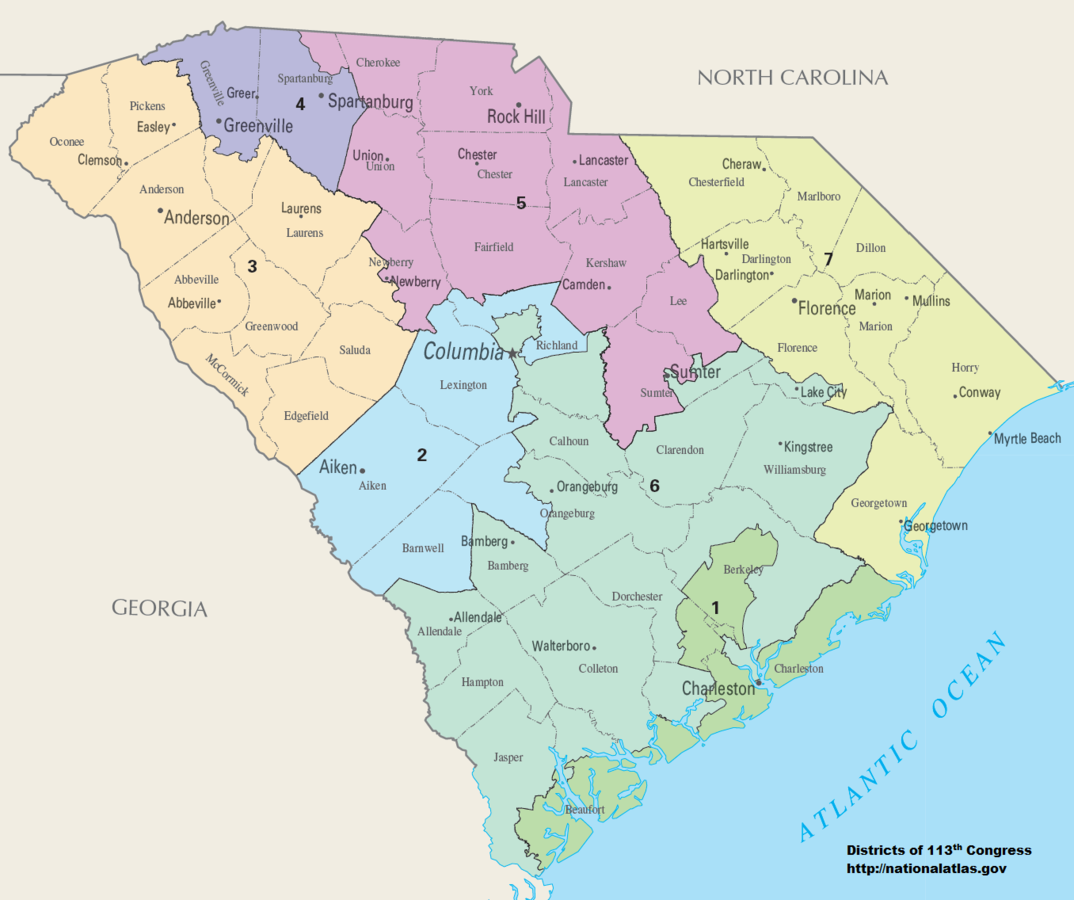 NORTH CAROLINA
Cherokee
York
Rock Hill
Greenville
Greer
Spartanburg
4
Spartanburg
Greenville
Pickens
Easley
Oconee
Clemson
Union
Union
Chester
Chester
Lancaster
Lancaster
Cheraw
Chesterfield
Marlboro
Anderson
Anderson
Laurens
Laurens
5
Fairfield
Kershaw
Camden
Lee
Hartsville
Darlington
Darlington
7
Dillon
3
Abbeville
Abbeville
Greenwood
Newberry
Newberry
Saluda
McCormick
Edgefield
Florence
Florence
Marion
Mullins
Marion
Horry
Conway
Myrtle Beach
Columbia
Richland
Lexington
Sumter
Sumter
Lake City
Aiken
Aiken
2
Calhoun
Clarendon
Kingstree
Williamsburg
6
Orangeburg
Orangeburg
Georgetown
Georgetown
Barnwell
Bamberg
Bamberg
Berkeley
1
Dorchester
GEORGIA
Allendale
Allendale
Walterboro
Colleton
Hampton
Charleston
Charleston
Jasper
Beaufort
ATLANTIC OCEAN
Districts of 113th Congress
http://nationalatlas.gov